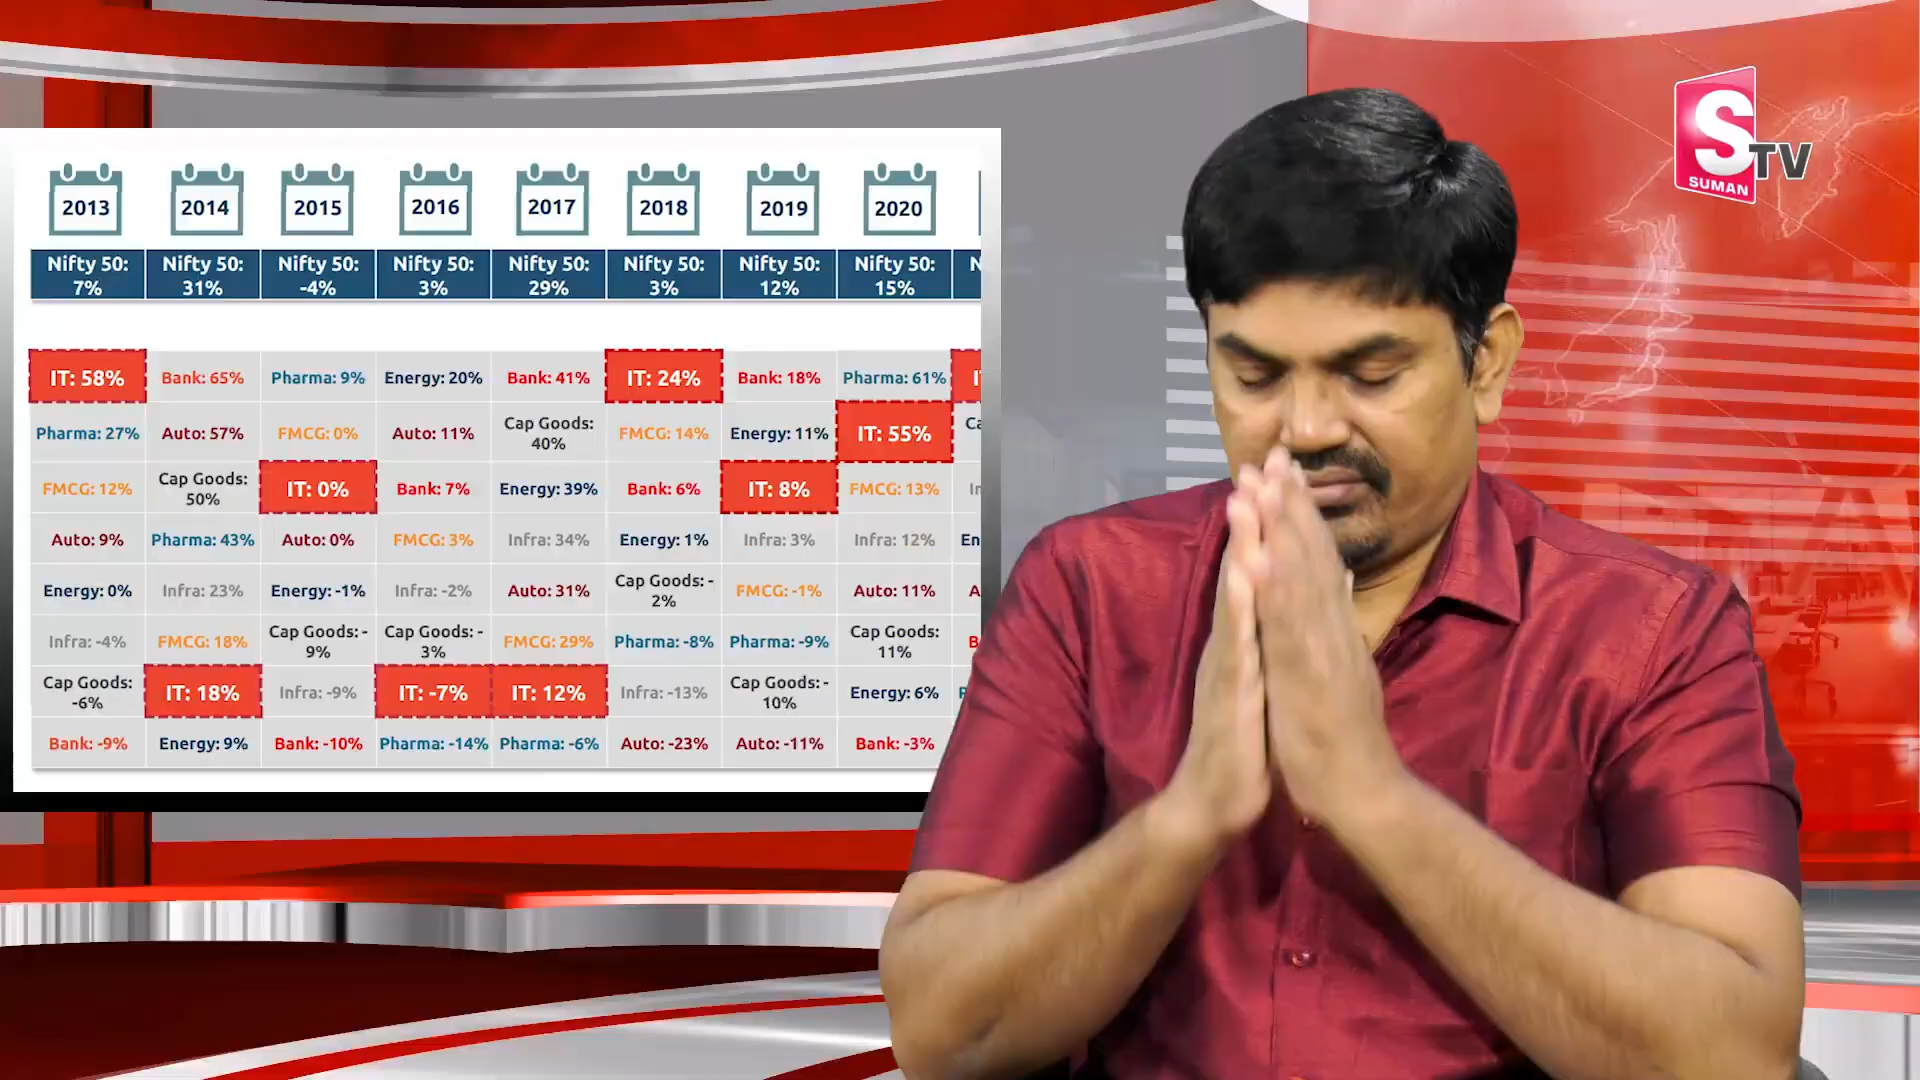 2013 2014 2015 2016 2017 2018 2019 2020
Nifty 50: Nifty 50: Nifty 50: Nifty 50: Nifty 50: Nifty 50: Nifty 50: Nifty 50: N
7% 31% -4% 3% 29% 3% 12% 15%
IT: 58% Bank: 65% Pharma: 9% Energy: 20% Bank: 41% IT: 24% Bank: 18% Pharma: 61%
Pharma: 27% Auto: 57% FMCG: 0% Auto: 11% Cap Goods: 40% FMCG: 14% Energy: 11% IT: 55%
FMCG: 12% Cap Goods: 50% IT: 0% Bank: 7% Energy: 39% Bank: 6% IT: 8% FMCG: 13%
Auto: 9% Pharma: 43% Auto: 0% FMCG: 3% Infra: 34% Energy: 1% Infra: 3% Infra: 12% En
Energy: 0% Infra: 23% Energy: -1% Infra: -2% Auto: 31% Cap Goods: -2% FMCG: -1% Auto: 11% A
Infra: -4% FMCG: 18% Cap Goods: -9% Cap Goods: -3% FMCG: 29% Pharma: -8% Pharma: -9% Cap Goods: 11% B
Cap Goods: -6% IT: 18% Infra: -9% IT: -7% IT: 12% Infra: -13% Cap Goods: -10% Energy: 6%
Bank: -9% Energy: 9% Bank: -10% Pharma: -14% Pharma: -6% Auto: -23% Auto: -11% Bank: -3%
S TV
SUMAN